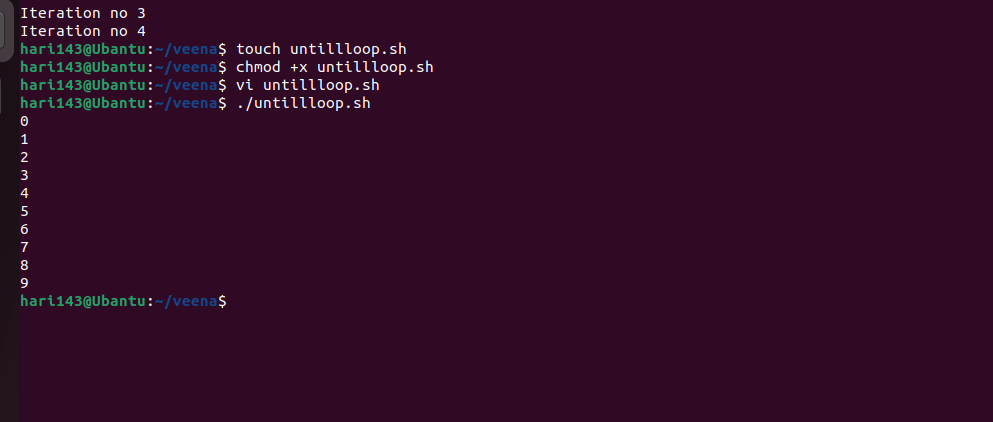 Iteration no 3
Iteration no 4
hari143@Ubantu:~/veena$ touch untillloop.sh
hari143@Ubantu:~/veena$ chmod +x untillloop.sh
hari143@Ubantu:~/veena$ vi untillloop.sh
hari143@Ubantu:~/veena$ ./untillloop.sh
0
1
2
3
4
5
6
7
8
9
hari143@Ubantu:~/veena$